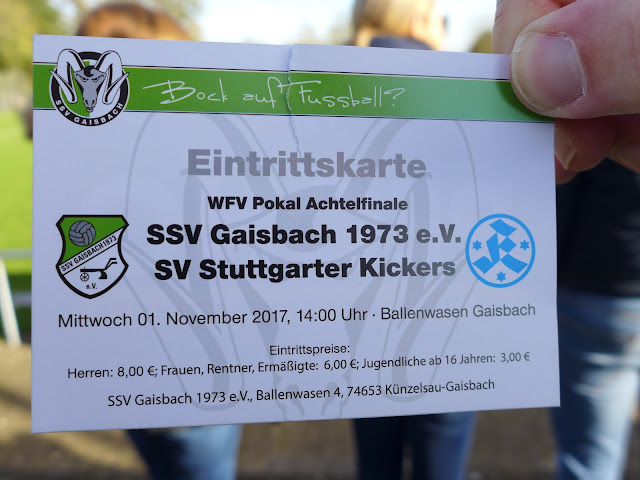 SSV GAISBACH
Bock auf Fussball?
Eintrittskarte
WFV Pokal Achtelfinale
SSV Gaisbach 1973 e.V.
SV Stuttgarter Kickers
SSV GAISBACH 1973
e.V.
Mittwoch 01. November 2017, 14:00 Uhr · Ballenwasen Gaisbach
Eintrittspreise:
Herren: 8,00 €; Frauen, Rentner, Ermäßigte: 6,00 €; Jugendliche ab 16 Jahren: 3,00 €
SSV Gaisbach 1973 e.V., Ballenwasen 4, 74653 Künzelsau-Gaisbach